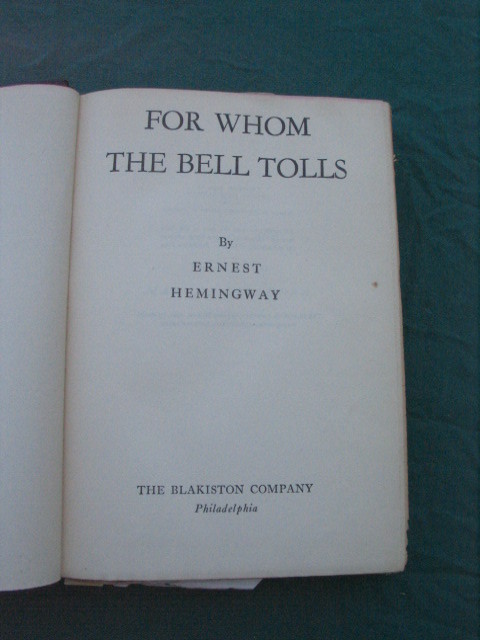 FOR WHOM
THE BELL TOLLS
By
ERNEST
HEMINGWAY
THE BLAKISTON COMPANY
Philadelphia